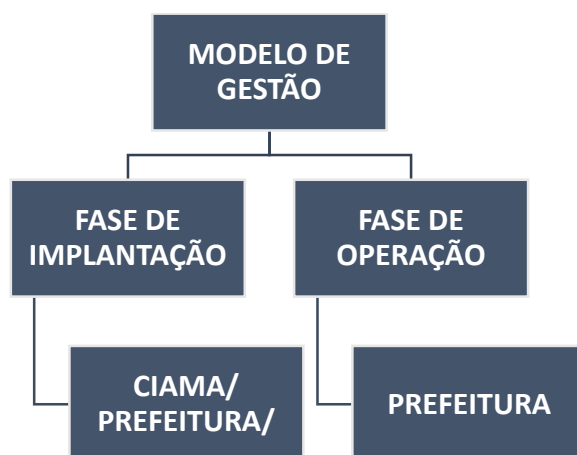 MODELO DE
GESTÃO
FASE DE
IMPLANTAÇÃO
FASE DE
OPERAÇÃO
CIAMA/
PREFEITURA/
PREFEITURA